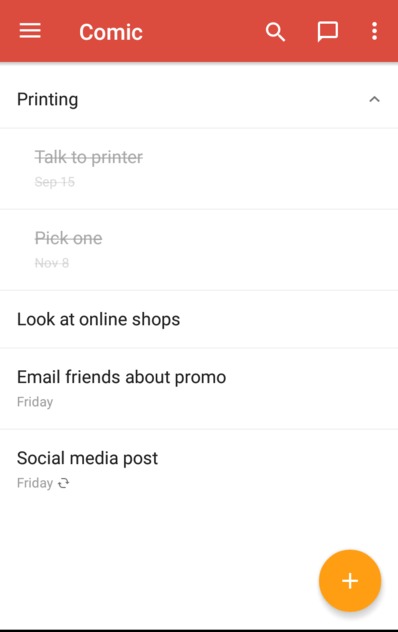 Comic
Printing
Talk to printer
Sep 15
Pick one
Nov 8
Look at online shops
Email friends about promo
Friday
Social media post
Friday